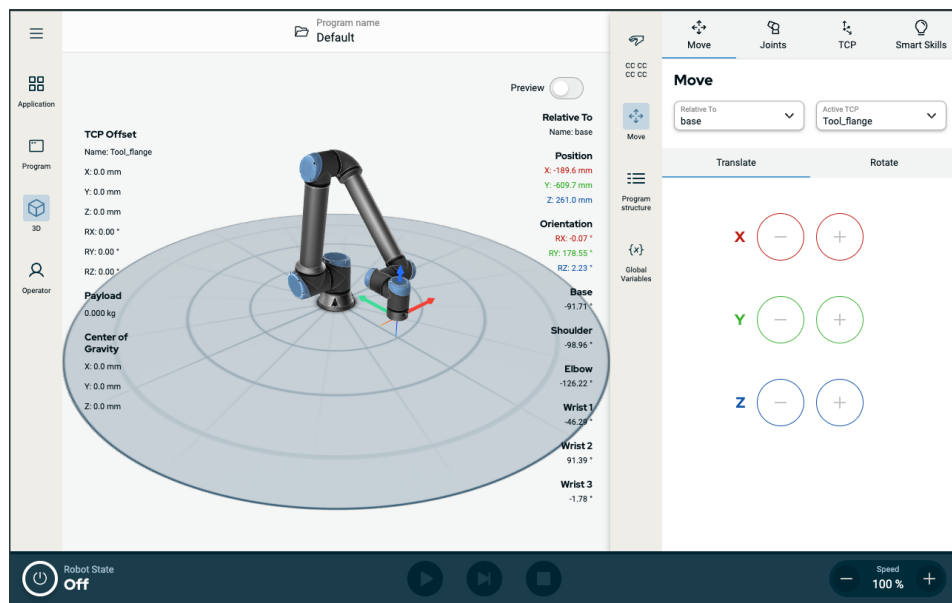 Program name
Default
Application
Program
3D
Operator
Preview
TCP Offset
Name: Tool_flange
X: 0.0 mm
Y: 0.0 mm
Z: 0.0 mm
RX: 0.00 °
RY: 0.00 °
RZ: 0.00 °
Payload
0.000 kg
Center of
Gravity
X: 0.0 mm
Y: 0.0 mm
Z: 0.0 mm
Relative To
Name: base
Position
X: -189.6 mm
Y: -609.7 mm
Z: 261.0 mm
Orientation
RX: -0.07 °
RY: 178.55 °
RZ: 2.23 °
Base
-91.71 °
Shoulder
-98.96 °
Elbow
-126.22 °
Wrist 1
-46.29 °
Wrist 2
91.39 °
Wrist 3
-1.78 °
CC CC
CC CC
Move
Program
structure
{x}
Global
Variables
Move
Joints
TCP
Smart Skills
Move
Relative To
base
Active TCP
Tool_flange
Translate
Rotate
X − +
Y − +
Z − +
Robot State
Off
Speed
− 100 % +